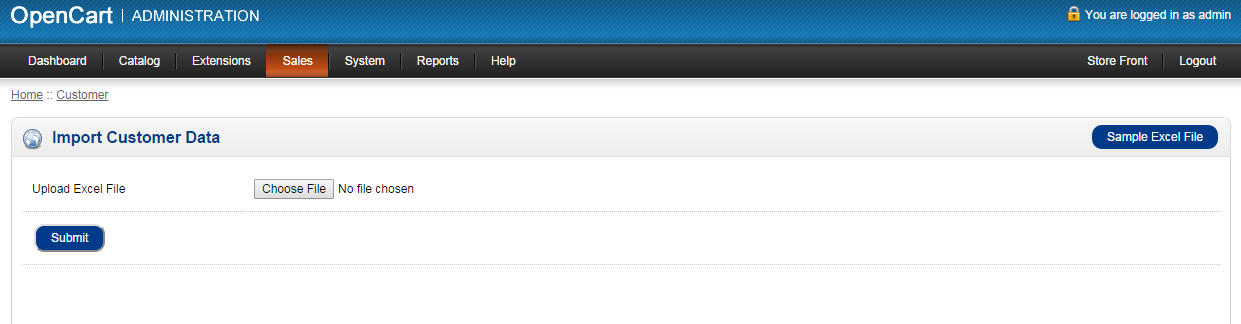 OpenCart | ADMINISTRATION You are logged in as admin
Dashboard Catalog Extensions Sales System Reports Help Store Front Logout
Home :: Customer
Import Customer Data Sample Excel File
Upload Excel File Choose File No file chosen
Submit